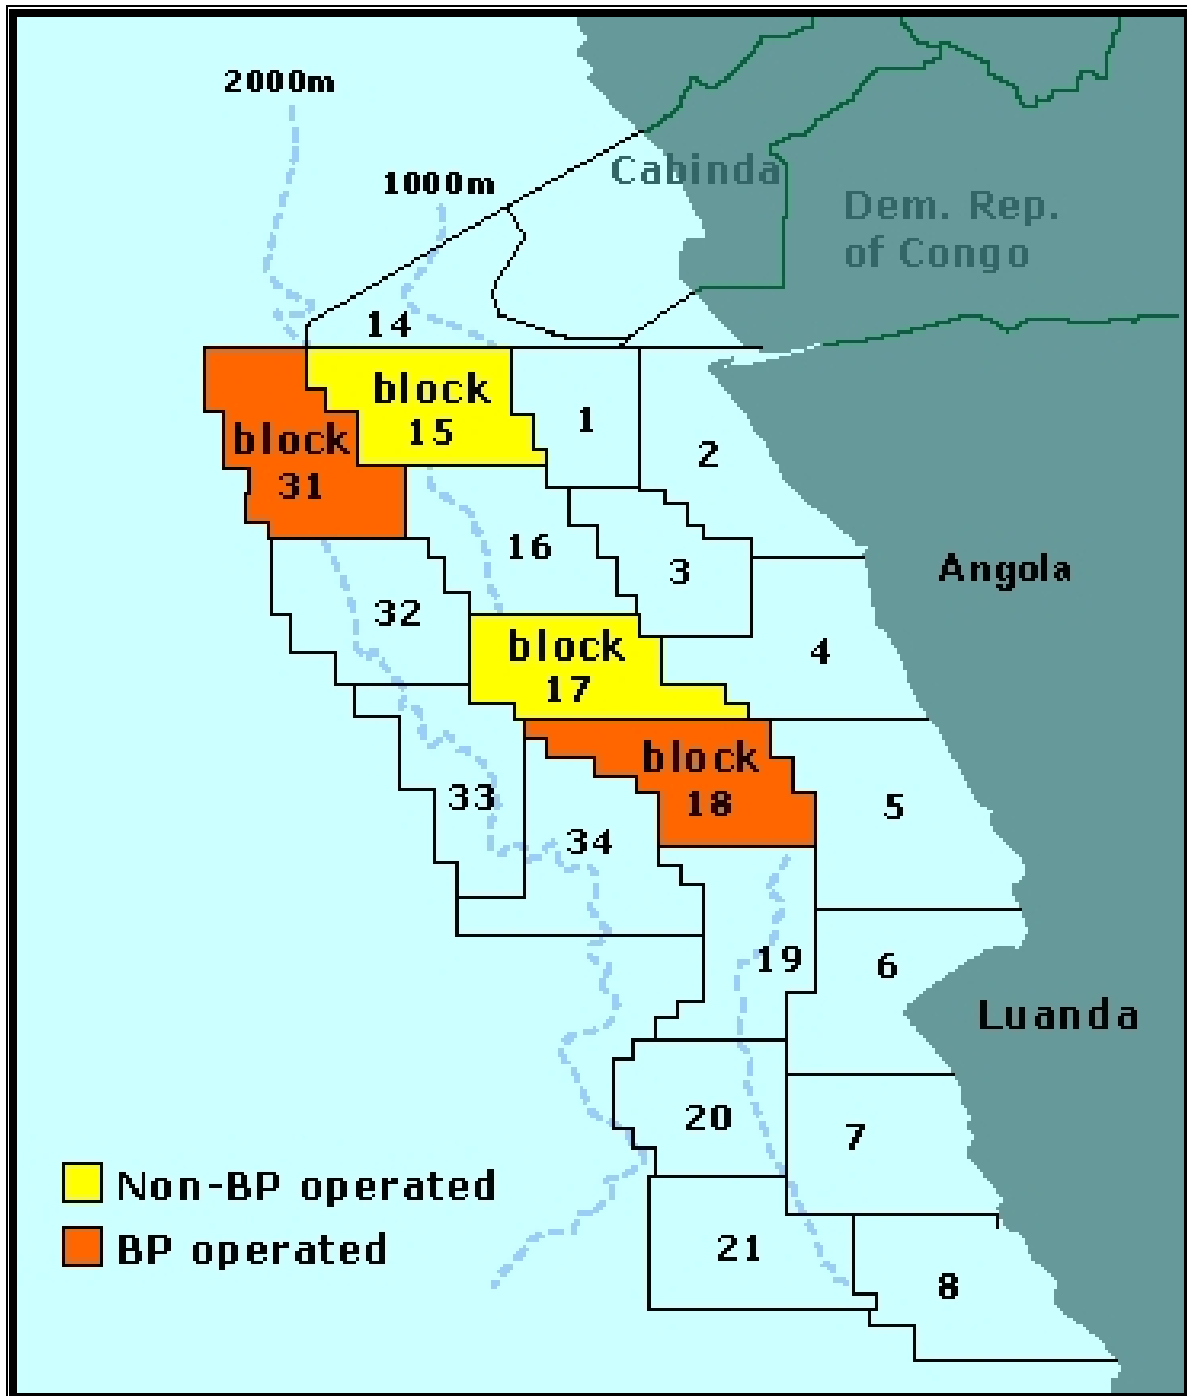 2000m
1000m
Cabinda
Dem. Rep.
of Congo
14
block
15
1
2
block
31
16
3
Angola
32
block
17
4
block
18
5
33
34
19
6
Luanda
20
7
Non-BP operated
BP operated
21
8